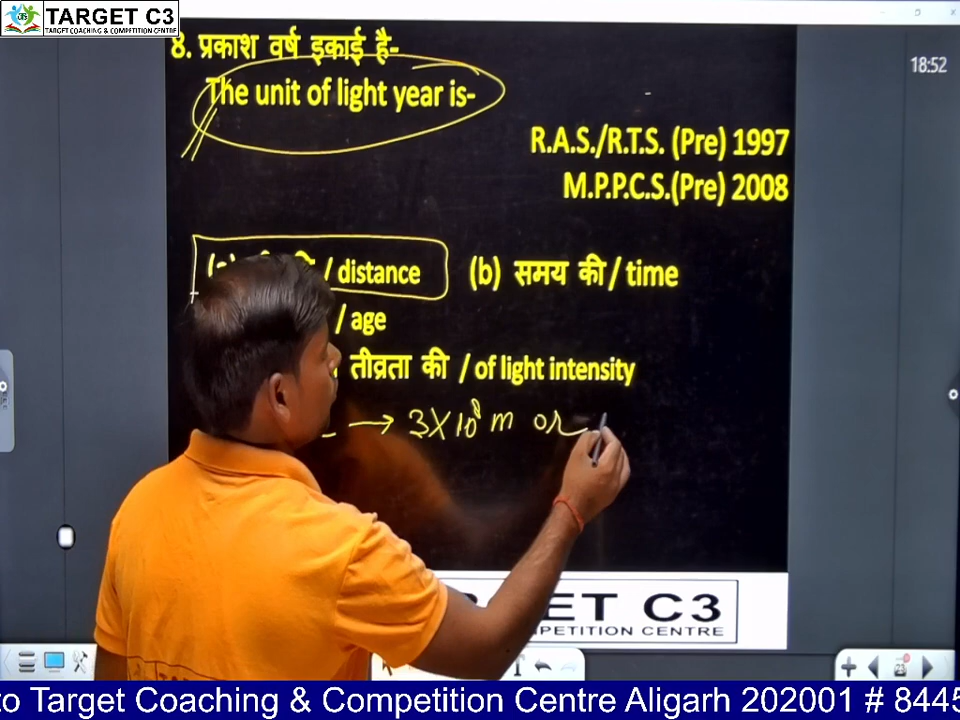 TARGET C3
TARGET COACHING & COMPETITION CENTRE
18:52
8. प्रकाश वर्ष इकाई है-
The unit of light year is-
R.A.S./R.T.S. (Pre) 1997
M.P.P.C.S.(Pre) 2008
/ distance (b) समय की / time
/ age
तीव्रता की / of light intensity
→ 3×10⁸ m or
ET C3
MPETITION CENTRE
23
to Target Coaching & Competition Centre Aligarh 202001 # 8445